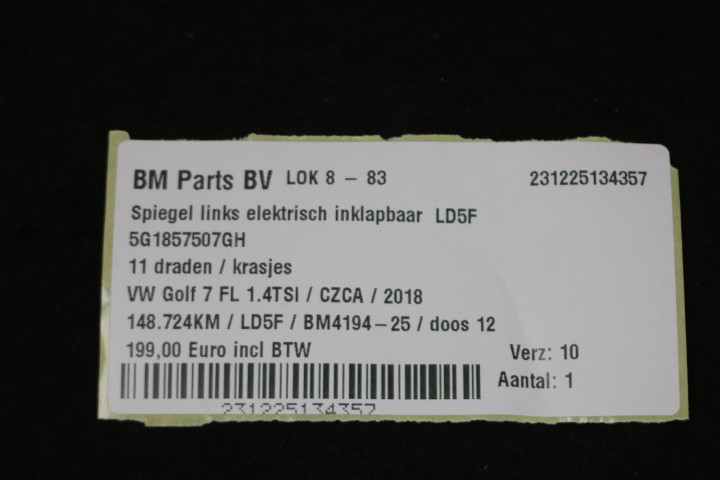 BM Parts BV LOK 8 - 83 231225134357
Spiegel links elektrisch inklapbaar LD5F
5G1857507GH
11 draden / krasjes
VW Golf 7 FL 1.4TSI / CZCA / 2018
148.724KM / LD5F / BM4194-25 / doos 12
199,00 Euro incl BTW Verz: 10
Aantal: 1
231225134357